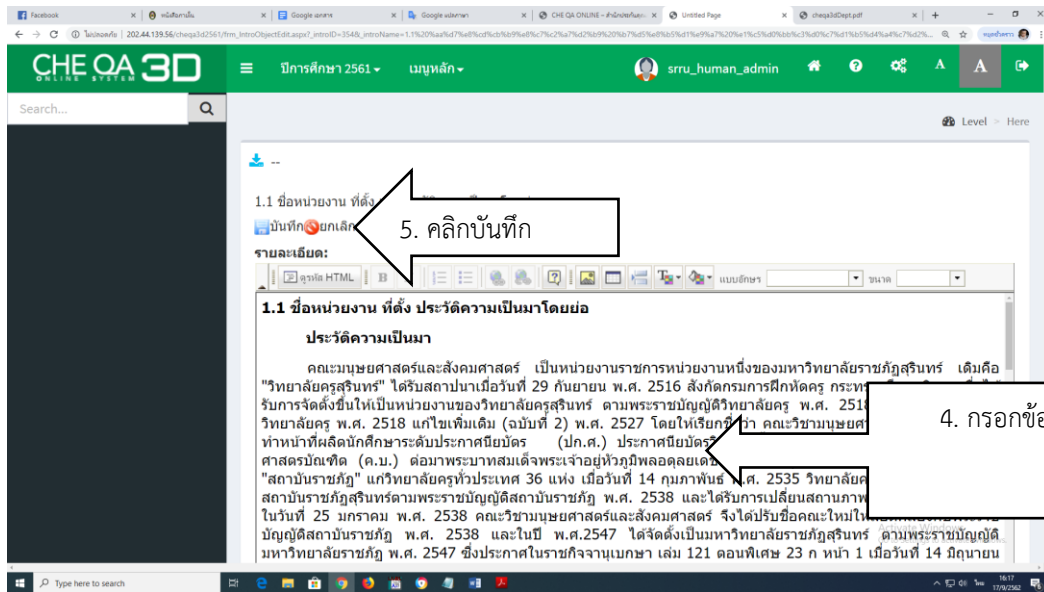 Facebook
หนังสือภายใน
Google เอกสาร
Google แปลภาษา
CHE QA ONLINE - สำนักประกันคุณ
Untitled Page
cheqa3dDept.pdf
ไม่ปลอดภัย | 202.44.139.56/cheqa3d2561/frm_IntroObjectEdit.aspx?_introID=354&_introName=1.1%20
CHE QA 3D
ONLINE SYSTEM
ปีการศึกษา 2561
เมนูหลัก
srru_human_admin
A
A
Search...
Level > Here
--
1.1 ชื่อหน่วยงาน ที่ตั้ง
บันทึก ยกเลิก
5. คลิกบันทึก
รายละเอียด:
ดูรหัส HTML
B
แบบอักษร
ขนาด
1.1 ชื่อหน่วยงาน ที่ตั้ง ประวัติความเป็นมาโดยย่อ
ประวัติความเป็นมา
คณะมนุษยศาสตร์และสังคมศาสตร์ เป็นหน่วยงานราชการหน่วยงานหนึ่งของมหาวิทยาลัยราชภัฏสุรินทร์ เดิมคือ
"วิทยาลัยครูสุรินทร์" ได้รับสถาปนาเมื่อวันที่ 29 กันยายน พ.ศ. 2516 สังกัดกรมการฝึกหัดครู
รับการจัดตั้งขึ้นให้เป็นหน่วยงานของวิทยาลัยครูสุรินทร์ ตามพระราชบัญญัติวิทยาลัยครู พ.ศ. 2518
วิทยาลัยครู พ.ศ. 2518 แก้ไขเพิ่มเติม (ฉบับที่ 2) พ.ศ. 2527 โดยให้เรียกชื่อว่า
ทำหน้าที่ผลิตนักศึกษาระดับประกาศนียบัตร (ปก.ศ.)
ศาสตรบัณฑิต (ค.บ.) ต่อมาพระบาทสมเด็จพระเจ้าอยู่หัวภูมิพลอดุลยเดช
"สถาบันราชภัฏ" แก่วิทยาลัยครูทั่วประเทศ 36 แห่ง เมื่อวันที่ 14 กุมภาพันธ์ พ.ศ. 2535
สถาบันราชภัฏสุรินทร์ตามพระราชบัญญัติสถาบันราชภัฏ พ.ศ. 2538 และได้รับการเปลี่ยนสถานภาพ
ในวันที่ 25 มกราคม พ.ศ. 2538 คณะวิชามนุษยศาสตร์และสังคมศาสตร์ จึงได้ปรับชื่อคณะใหม่
บัญญัติสถาบันราชภัฏ พ.ศ. 2538 และในปี พ.ศ.2547 ได้จัดตั้งเป็นมหาวิทยาลัยราชภัฏสุรินทร์ ตามพระราชบัญญัติ
มหาวิทยาลัยราชภัฏ พ.ศ. 2547 ซึ่งประกาศในราชกิจจานุเบกษา เล่ม 121 ตอนพิเศษ 23 ก หน้า 1 เมื่อวันที่ 14 มิถุนายน
4. กรอกข้อ
Activate Windows
Type here to search
16:17
17/9/2562